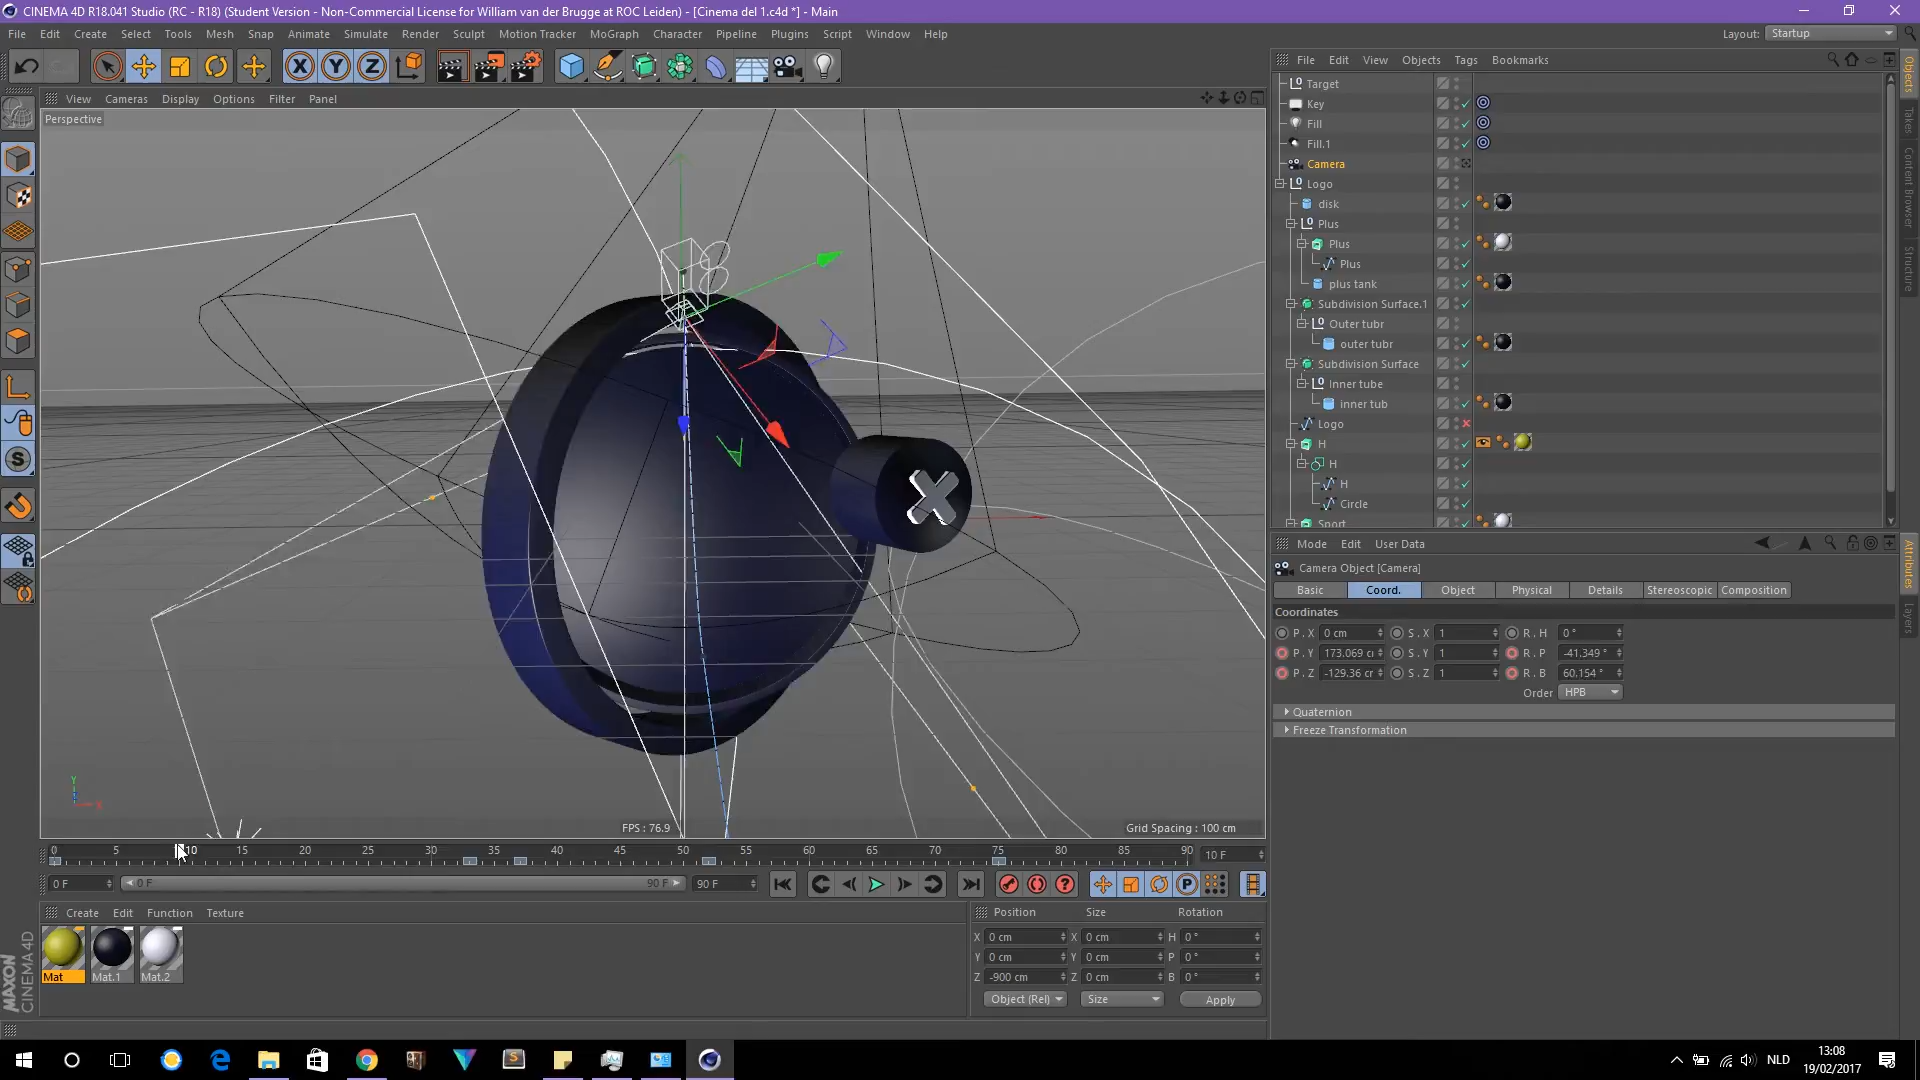 CINEMA 4D R18.041 Studio (RC - R18) (Student Version - Non-Commercial License for William van der Brugge at ROC Leiden) - [Cinema del 1.c4d *] - Main
File Edit Create Select Tools Mesh Snap Animate Simulate Render Sculpt Motion Tracker MoGraph Character Pipeline Plugins Script Window Help
Layout: Startup
View Cameras Display Options Filter Panel
Perspective
FPS : 76.9
Grid Spacing : 100 cm
0 5 10 15 20 25 30 35 40 45 50 55 60 65 70 75 80 85 90 10 F
0 F 0 F 90 F 90 F
Create Edit Function Texture
Mat Mat.1 Mat.2
MAXON
CINEMA 4D
Position Size Rotation
X 0 cm X 0 cm H 0 °
Y 0 cm Y 0 cm P 0 °
Z -900 cm Z 0 cm B 0 °
Object (Rel) Size Apply
File Edit View Objects Tags Bookmarks
Target
Key
Fill
Fill.1
Camera
Logo
disk
Plus
Plus
Plus
plus tank
Subdivision Surface.1
Outer tubr
outer tubr
Subdivision Surface
Inner tube
inner tub
Logo
H
H
H
Circle
Sport
Objects
Takes
Content Browser
Structure
Mode Edit User Data
Camera Object [Camera]
Basic Coord. Object Physical Details Stereoscopic Composition
Coordinates
P . X 0 cm S . X 1 R . H 0 °
P . Y 173.069 cı S . Y 1 R . P -41.349 °
P . Z -129.36 cr S . Z 1 R . B 60.154 °
Order HPB
Quaternion
Freeze Transformation
Attributes
Layers
NLD
13:08
19/02/2017